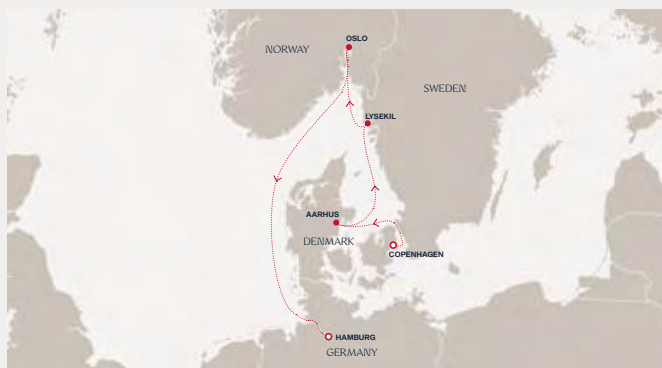 OSLO
NORWAY
SWEDEN
LYSEKIL
AARHUS
DENMARK
COPENHAGEN
HAMBURG
GERMANY